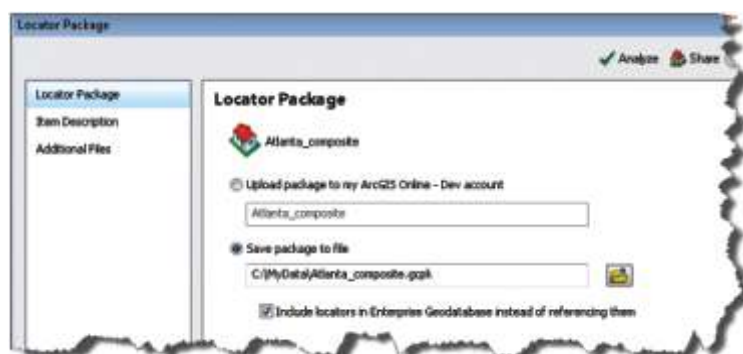 Locator Package
Analyze Share
Locator Package
Item Description
Additional Files
Locator Package
Atlanta_composite
Upload package to my ArcGIS Online - Dev account
Atlanta_composite
Save package to file
C:\MyData\Atlanta_composite.gcpk
Include locators in Enterprise Geodatabase instead of referencing them